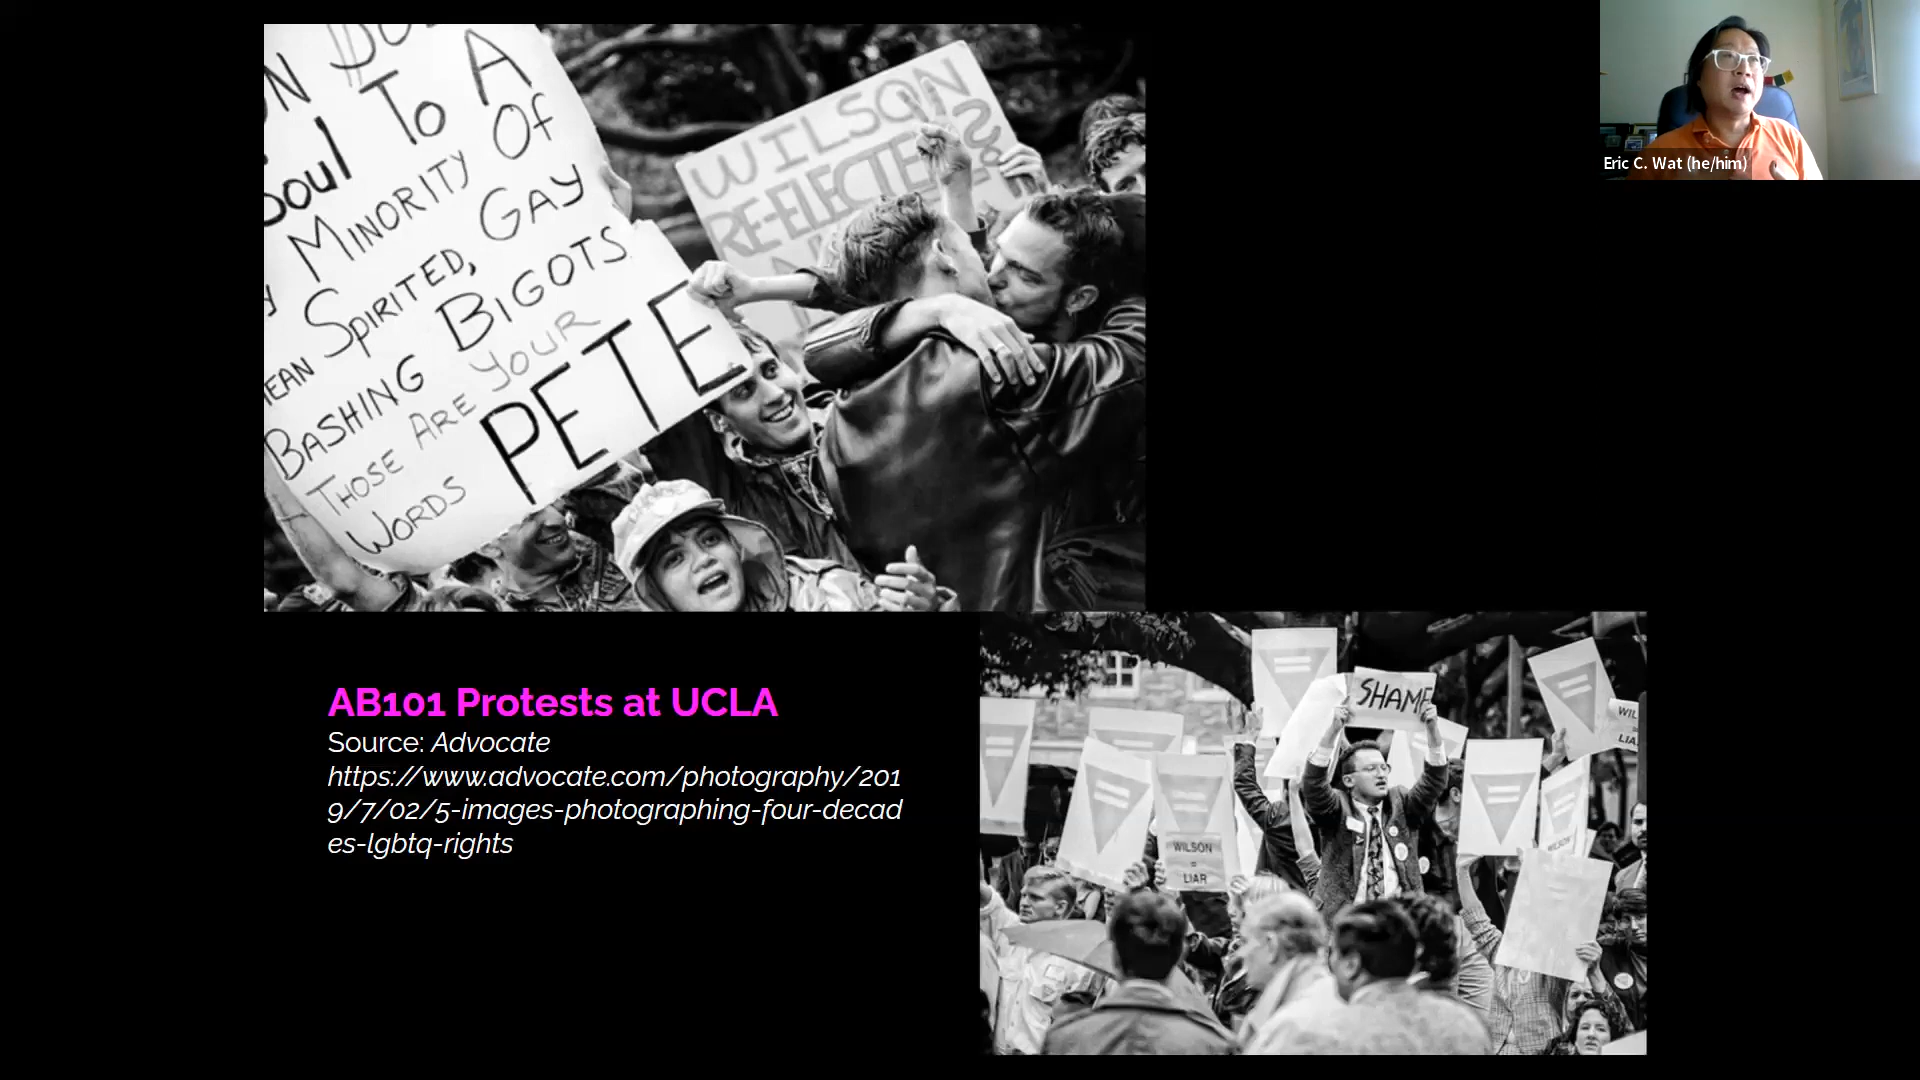 To A
Soul
MINORITY Of
SPIRITED, GAY
BASHING BIGOTS.
THOSE ARE YOUR
WORDS PETE
WILSON
RE-ELECTED?
Eric C. Wat (he/him)
AB101 Protests at UCLA
Source: Advocate
https://www.advocate.com/photography/201
9/7/02/5-images-photographing-four-decad
es-lgbtq-rights
SHAME
WILSON
=
LIAR